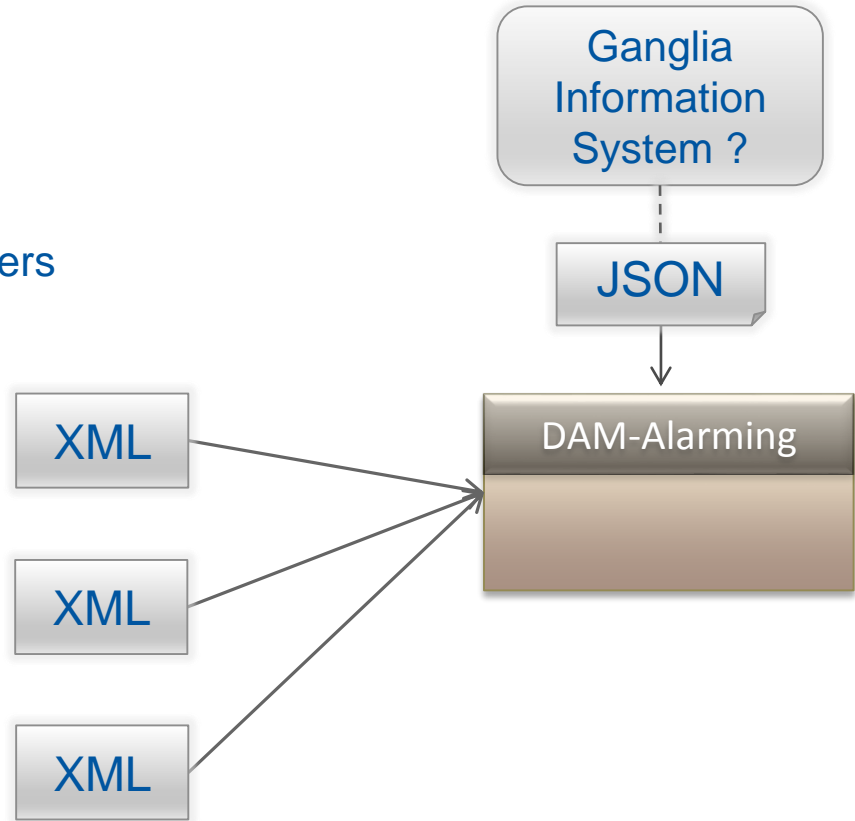 Ganglia
Information
System ?
ers
JSON
XML
DAM-Alarming
XML
XML